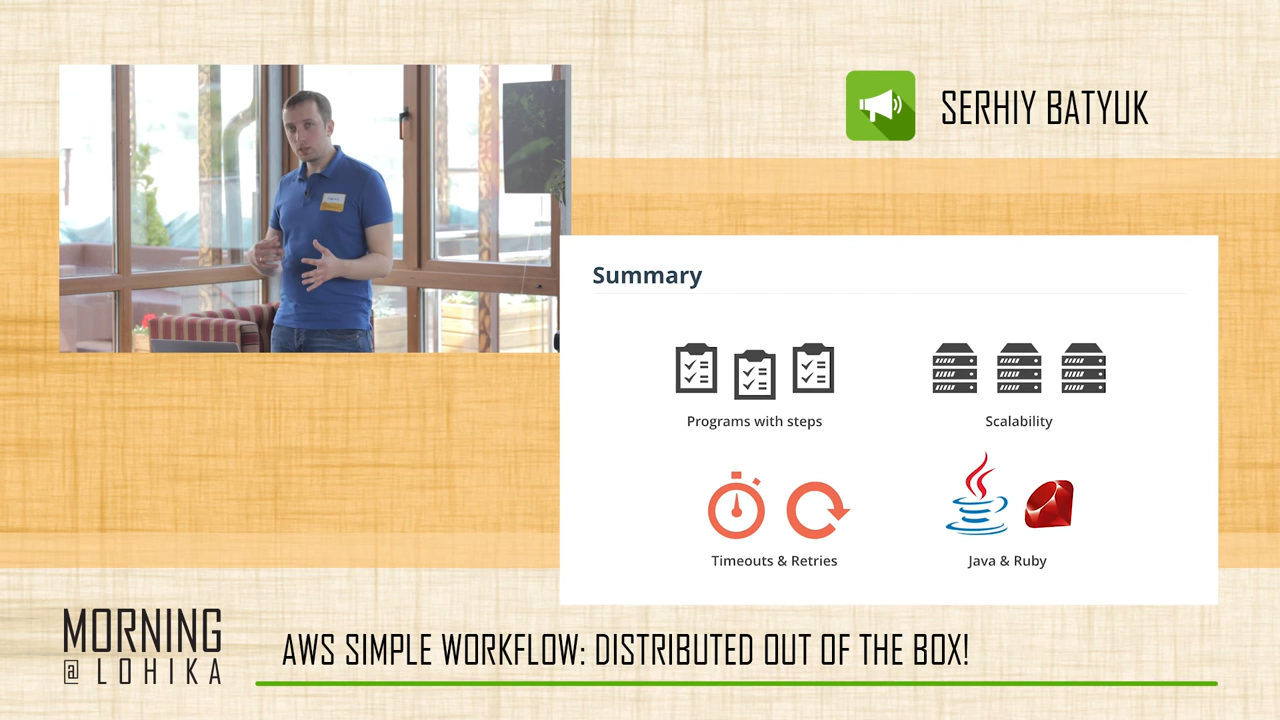 SERHIY BATYUK
Summary
Programs with steps
Scalability
Timeouts & Retries
Java & Ruby
MORNING
@ LOHIKA
AWS SIMPLE WORKFLOW: DISTRIBUTED OUT OF THE BOX!